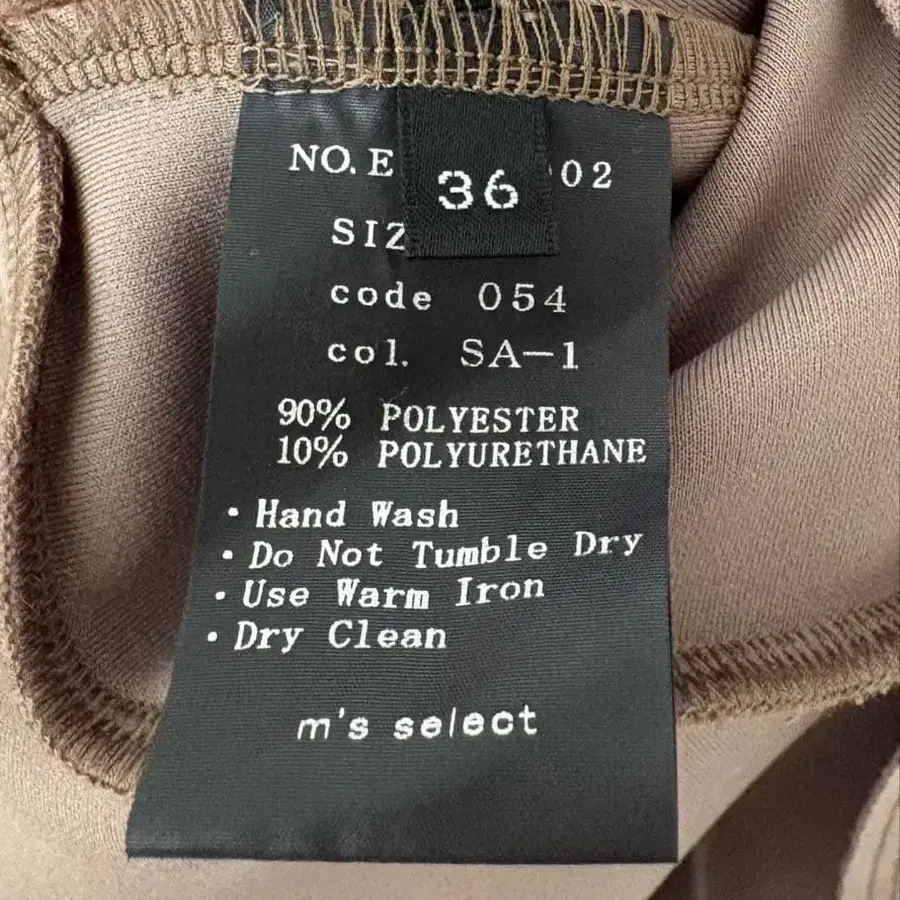 NO. E 02
36
SIZ
code 054
col. SA-1
90% POLYESTER
10% POLYURETHANE
・Hand Wash
・Do Not Tumble Dry
・Use Warm Iron
・Dry Clean
m's select